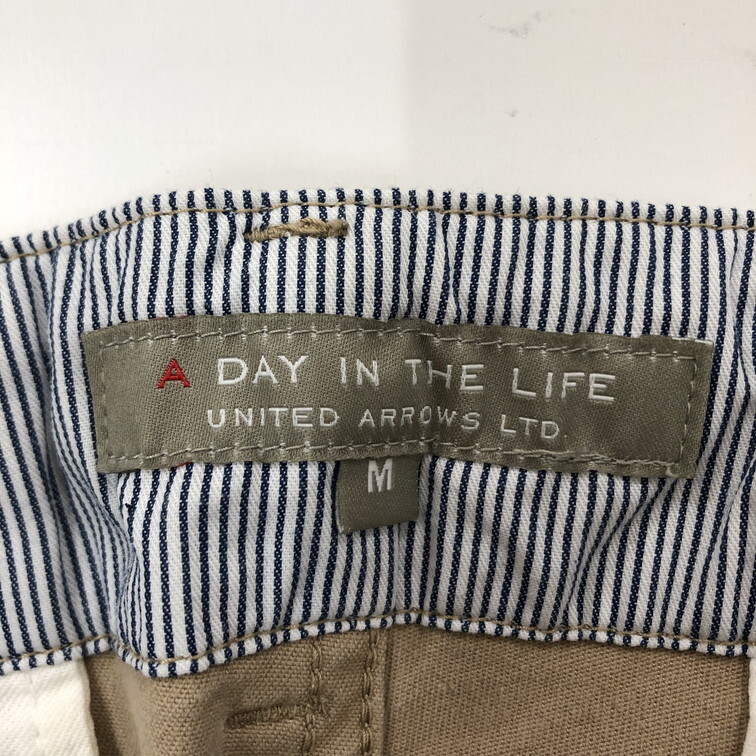 A DAY IN THE LIFE
UNITED ARROWS LTD.
M